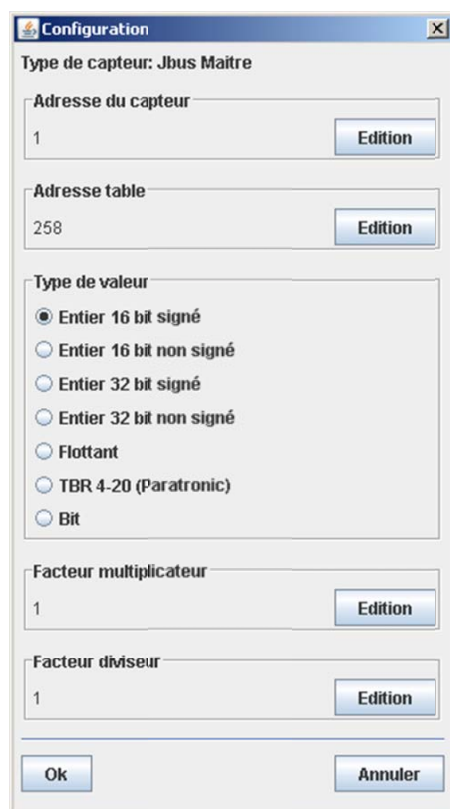 Configuration
Type de capteur: Jbus Maitre
Adresse du capteur
1 Edition
Adresse table
258 Edition
Type de valeur
Entier 16 bit signé
Entier 16 bit non signé
Entier 32 bit signé
Entier 32 bit non signé
Flottant
TBR 4-20 (Paratronic)
Bit
Facteur multiplicateur
1 Edition
Facteur diviseur
1 Edition
Ok Annuler